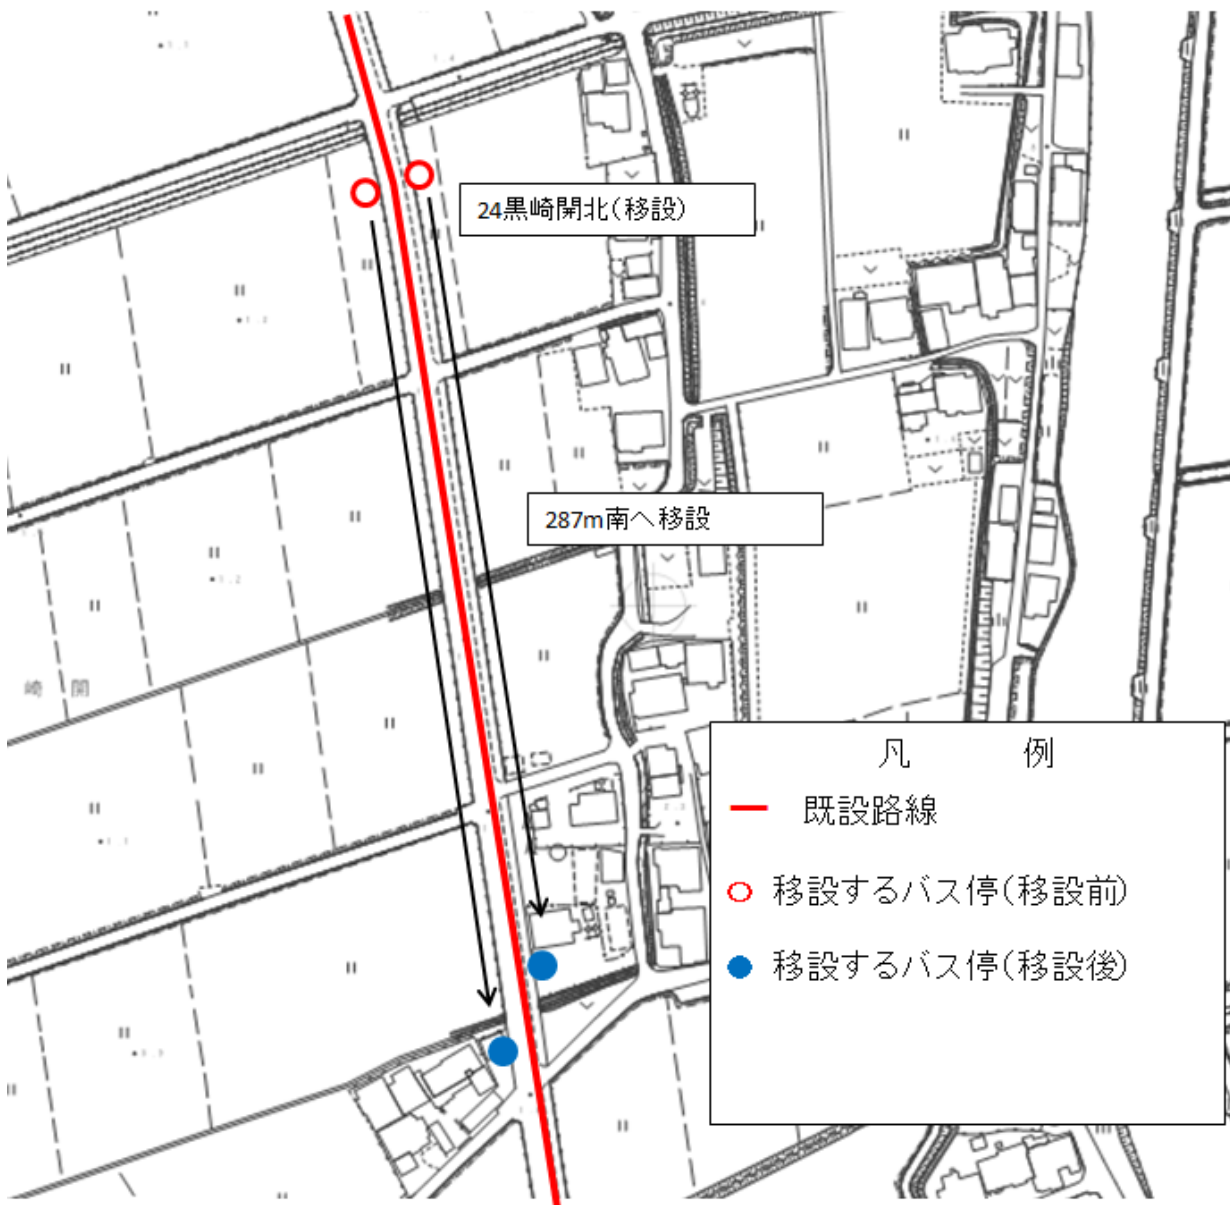 24黒崎開北(移設)
287m南へ移設
崎 開
凡 例
既設路線
移設するバス停(移設前)
移設するバス停(移設後)